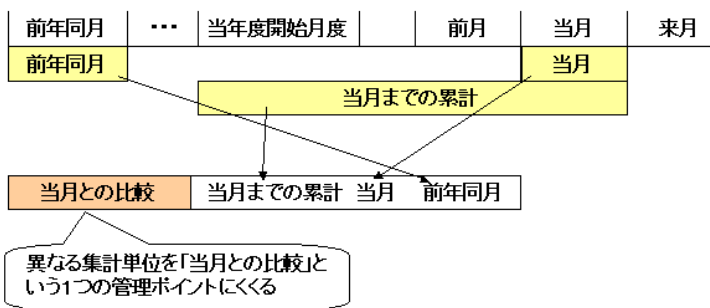 前年同月 ･･･ 当年度開始月度 前月 当月 来月
前年同月 当月
当月までの累計
当月との比較 当月までの累計 当月 前年同月
異なる集計単位を｢当月との比較｣と
いう1つの管理ポイントにくくる